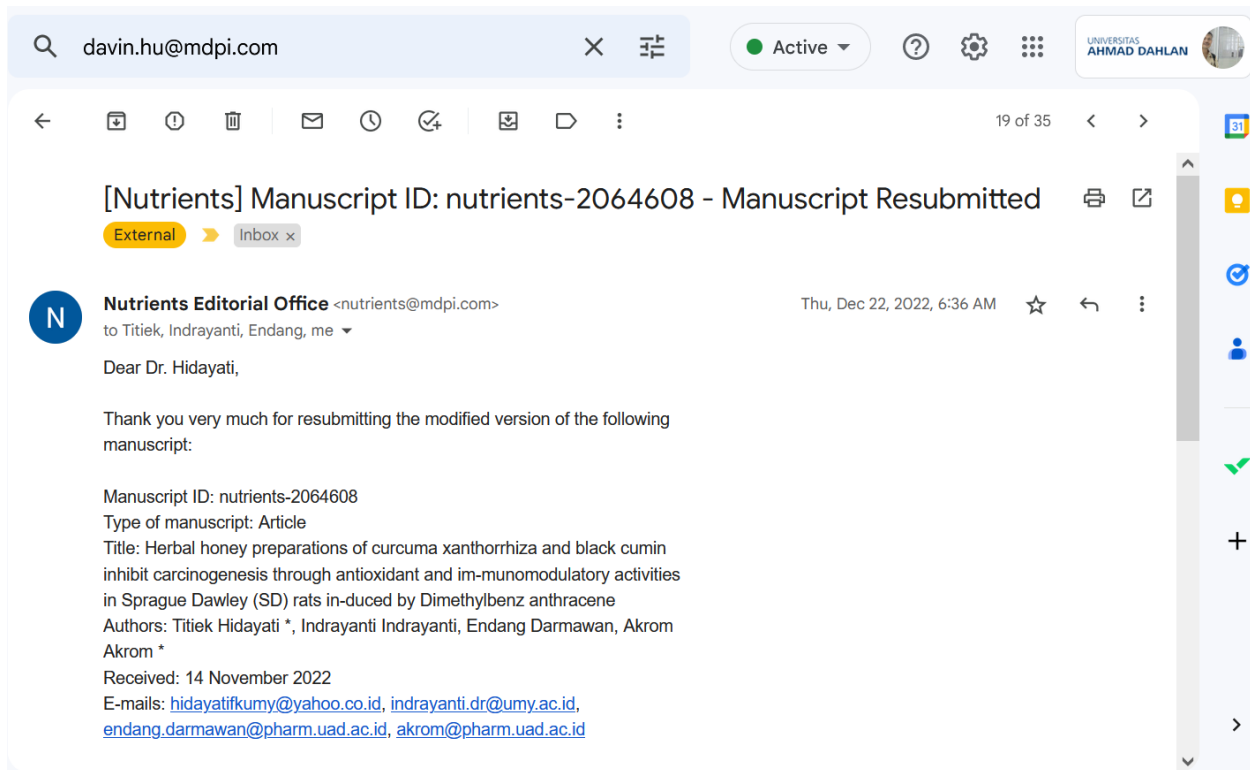 davin.hu@mdpi.com
Active
UNIVERSITAS
AHMAD DAHLAN
19 of 35
31
[Nutrients] Manuscript ID: nutrients-2064608 - Manuscript Resubmitted
External
Inbox ×
N
Nutrients Editorial Office <nutrients@mdpi.com>
Thu, Dec 22, 2022, 6:36 AM
to Titiek, Indrayanti, Endang, me
Dear Dr. Hidayati,
Thank you very much for resubmitting the modified version of the following
manuscript:
Manuscript ID: nutrients-2064608
Type of manuscript: Article
Title: Herbal honey preparations of curcuma xanthorrhiza and black cumin
inhibit carcinogenesis through antioxidant and im-munomodulatory activities
in Sprague Dawley (SD) rats in-duced by Dimethylbenz anthracene
Authors: Titiek Hidayati *, Indrayanti Indrayanti, Endang Darmawan, Akrom
Akrom *
Received: 14 November 2022
E-mails: hidayatifkumy@yahoo.co.id, indrayanti.dr@umy.ac.id,
endang.darmawan@pharm.uad.ac.id, akrom@pharm.uad.ac.id